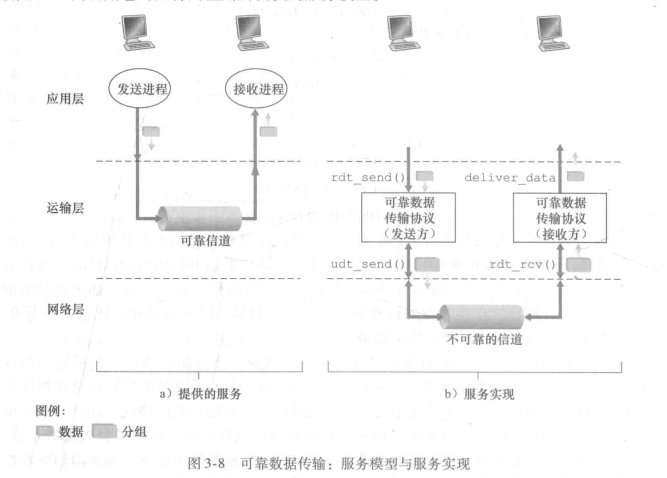 应用层
发送进程
接收进程
rdt_send()
deliver_data
运输层
可靠信道
可靠数据
传输协议
（发送方）
可靠数据
传输协议
（接收方）
udt_send()
rdt_rcv()
网络层
不可靠的信道
a）提供的服务
b）服务实现
图例：
数据
分组
图 3-8 可靠数据传输：服务模型与服务实现